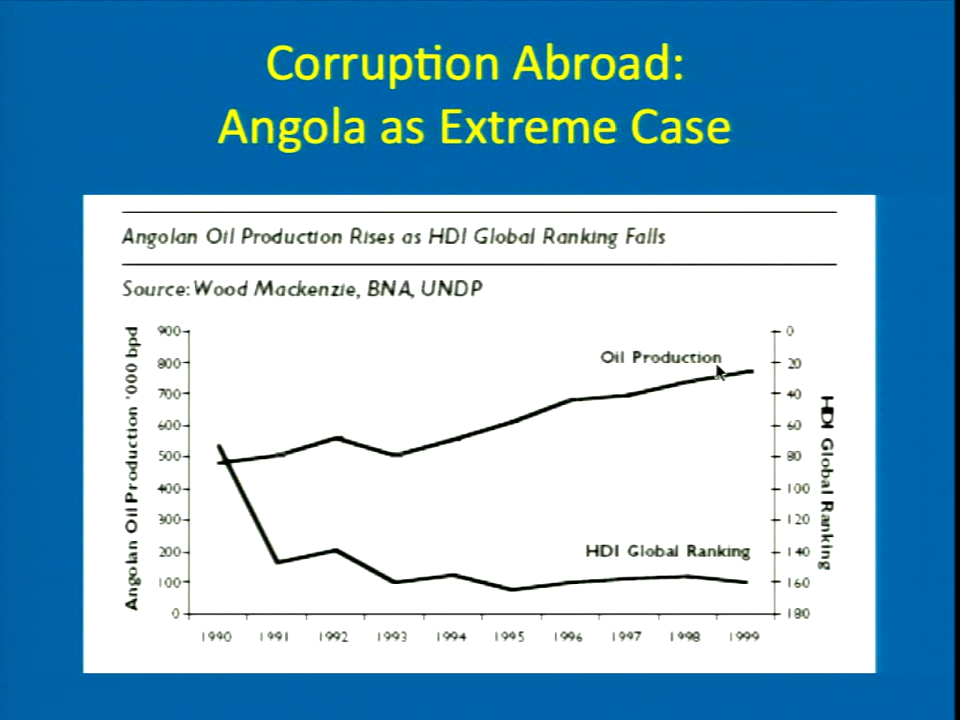 Corruption Abroad:
Angola as Extreme Case
Angolan Oil Production Rises as HDI Global Ranking Falls
Source: Wood Mackenzie, BNA, UNDP
Angolan Oil Production '000 bpd
900
800
700
600
500
400
300
200
100
0
Oil Production
HDI Global Ranking
0
20
40
60
80
100
120
140
160
180
HDI Global Ranking
1990 1991 1992 1993 1994 1995 1996 1997 1998 1999